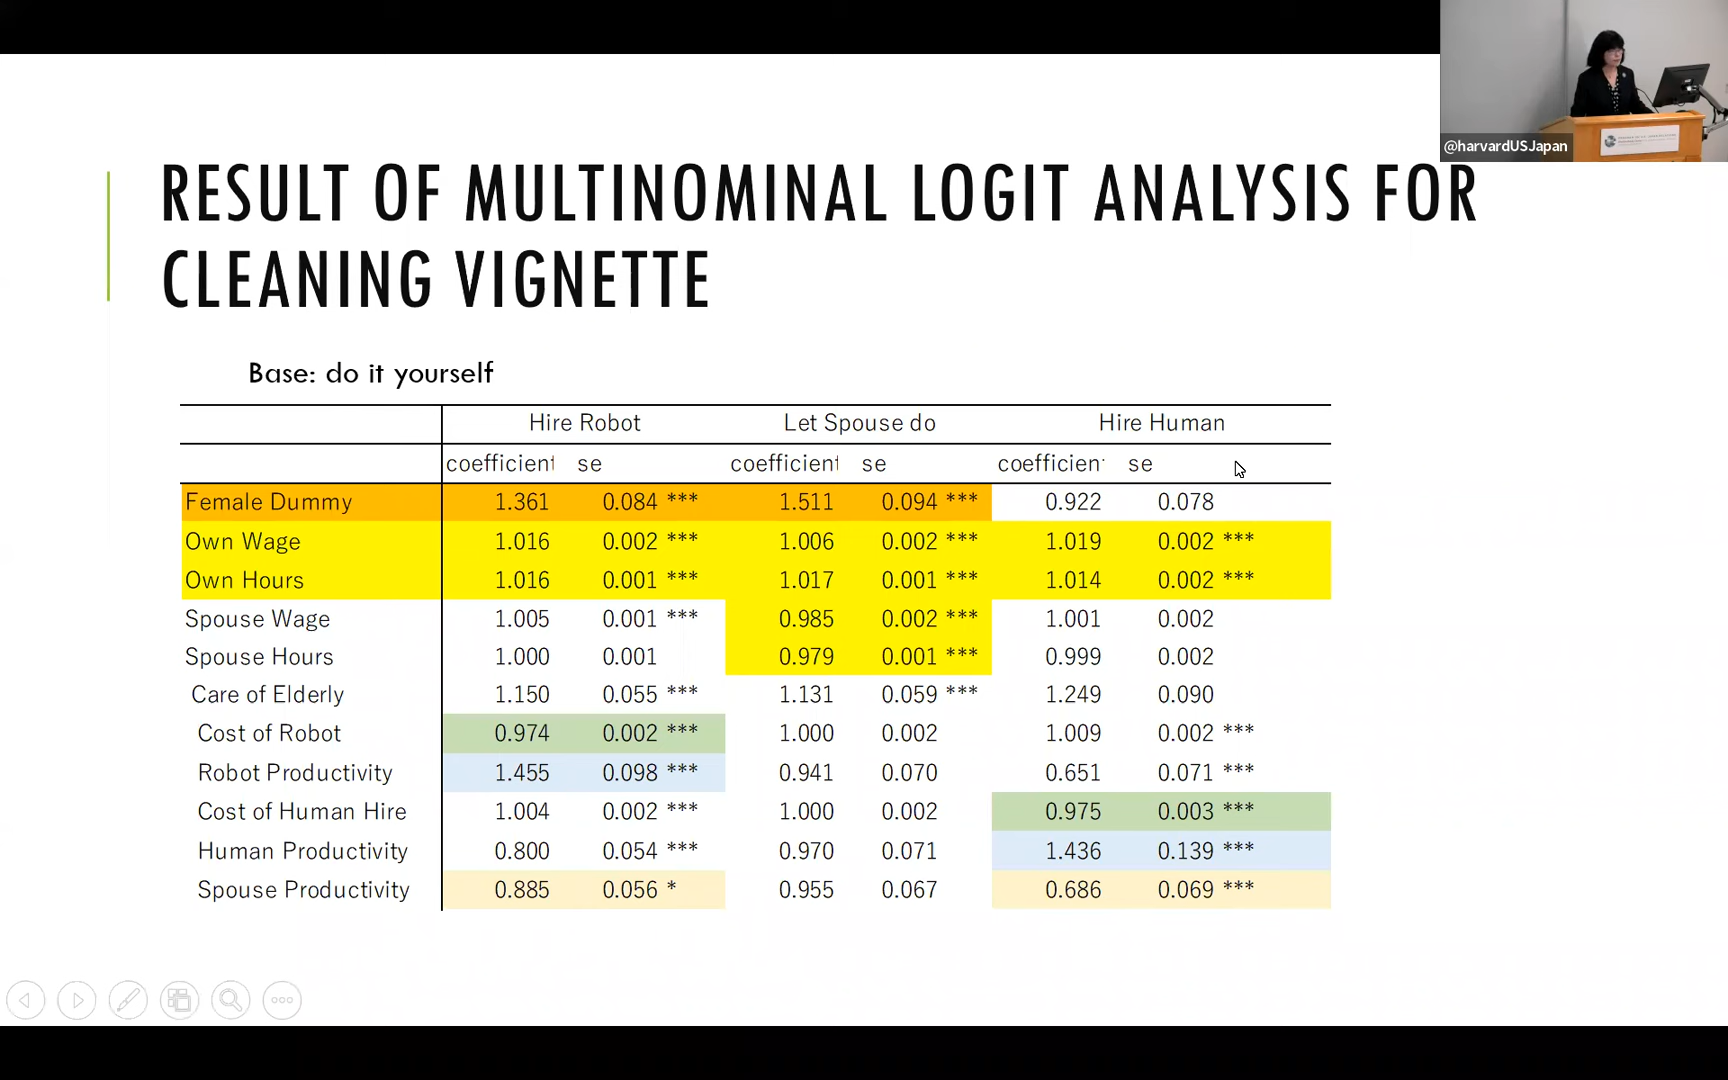 @harvardUSJapan
RESULT OF MULTINOMINAL LOGIT ANALYSIS FOR
CLEANING VIGNETTE
Base: do it yourself
Hire Robot Let Spouse do Hire Human
coefficient se coefficient se coefficien se
Female Dummy 1.361 0.084 *** 1.511 0.094 *** 0.922 0.078
Own Wage 1.016 0.002 *** 1.006 0.002 *** 1.019 0.002 ***
Own Hours 1.016 0.001 *** 1.017 0.001 *** 1.014 0.002 ***
Spouse Wage 1.005 0.001 *** 0.985 0.002 *** 1.001 0.002
Spouse Hours 1.000 0.001 0.979 0.001 *** 0.999 0.002
Care of Elderly 1.150 0.055 *** 1.131 0.059 *** 1.249 0.090
Cost of Robot 0.974 0.002 *** 1.000 0.002 1.009 0.002 ***
Robot Productivity 1.455 0.098 *** 0.941 0.070 0.651 0.071 ***
Cost of Human Hire 1.004 0.002 *** 1.000 0.002 0.975 0.003 ***
Human Productivity 0.800 0.054 *** 0.970 0.071 1.436 0.139 ***
Spouse Productivity 0.885 0.056 * 0.955 0.067 0.686 0.069 ***